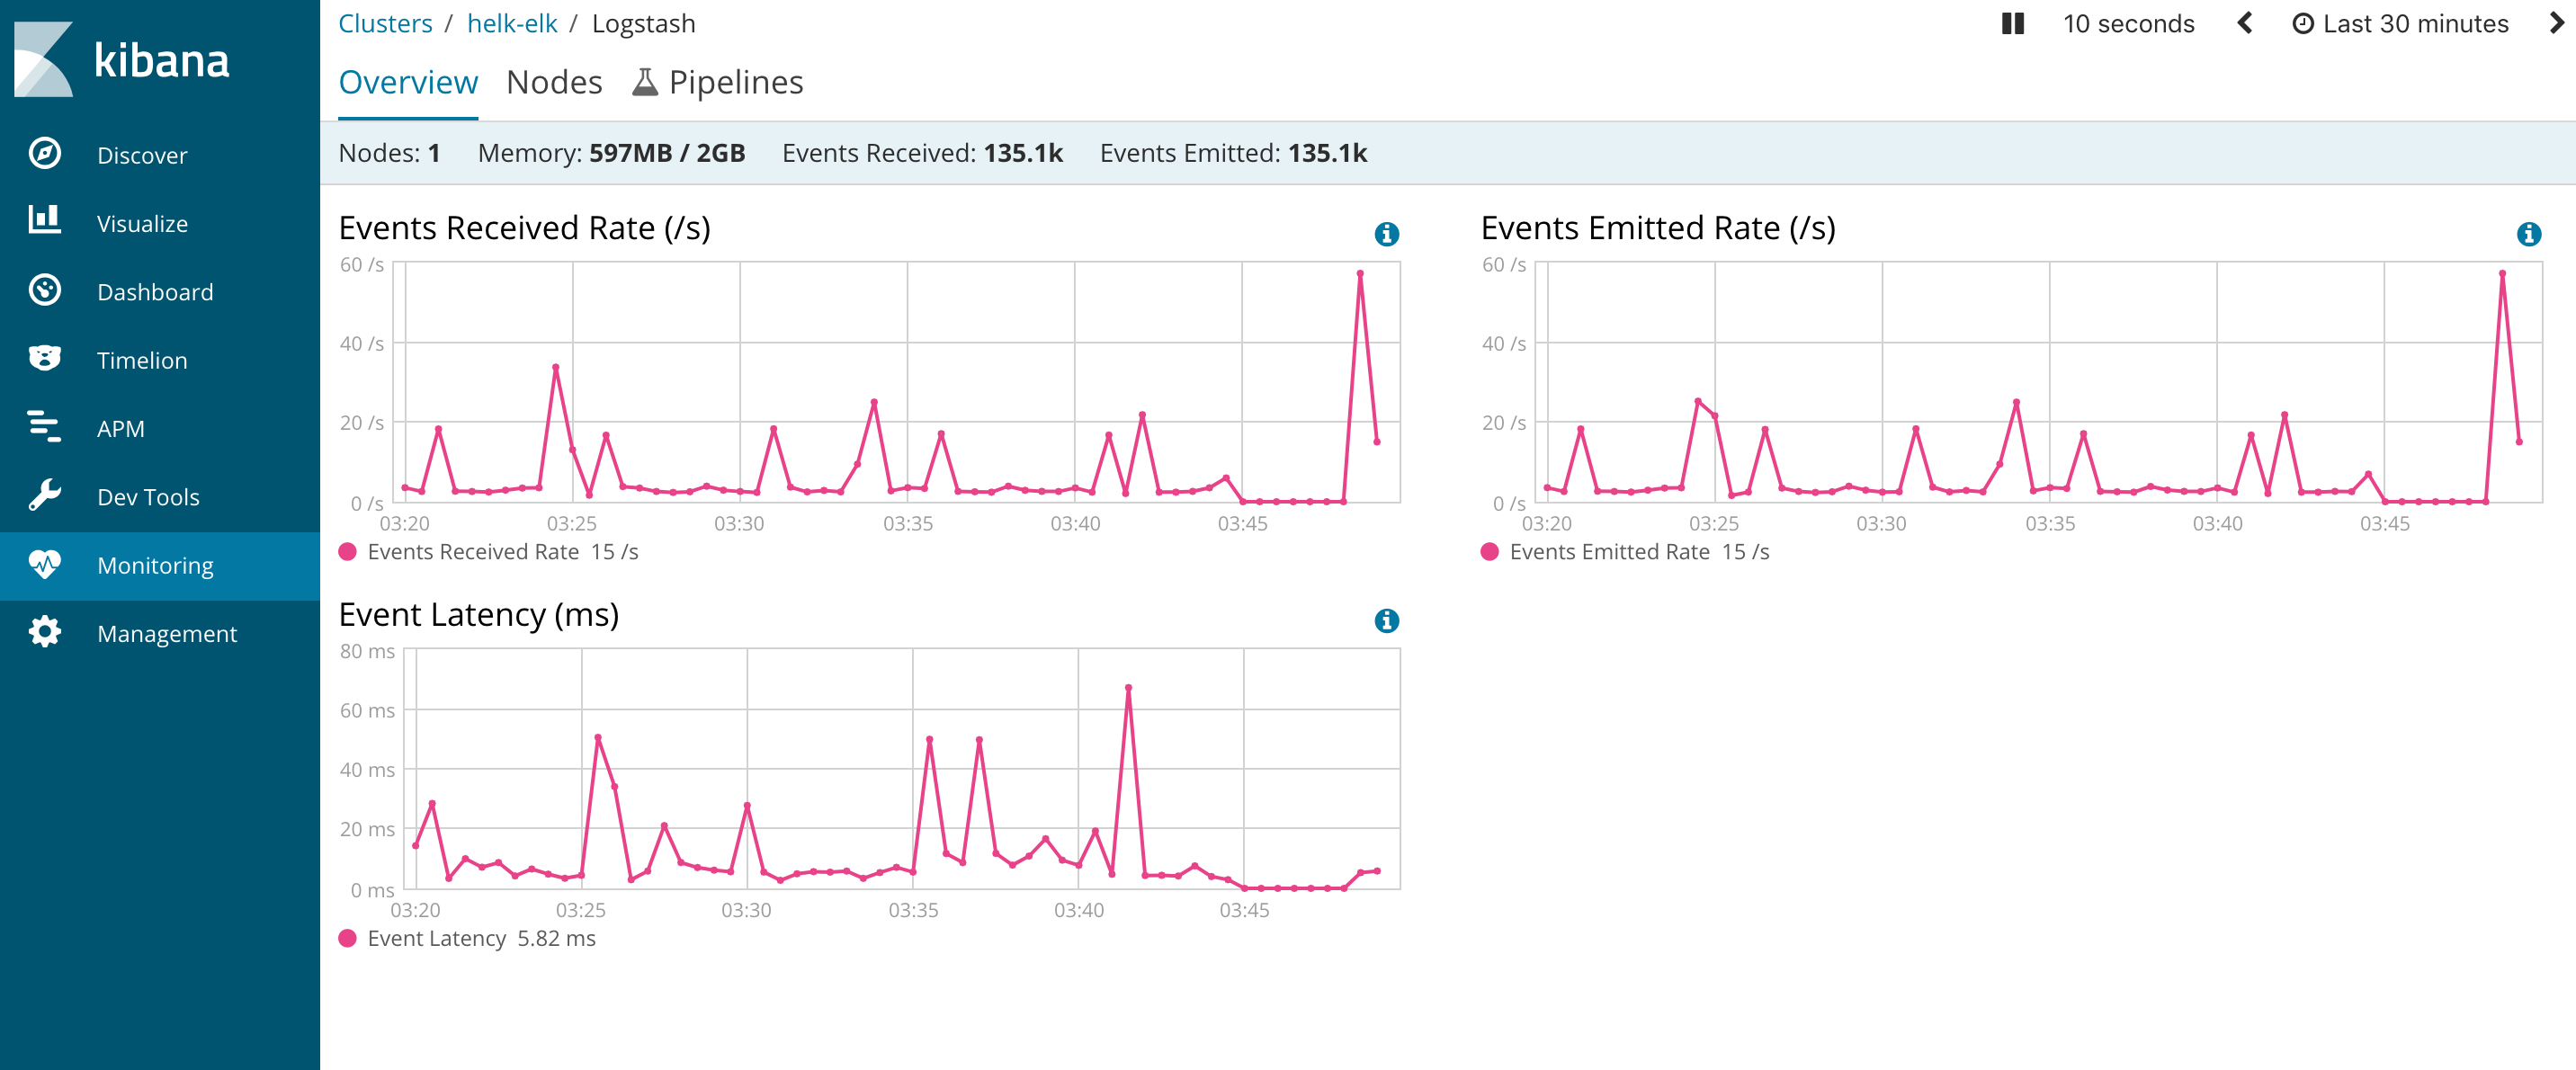 kibana
Discover
Visualize
Dashboard
Timelion
APM
Dev Tools
Monitoring
Management
Clusters / helk-elk / Logstash
10 seconds
Last 30 minutes
Overview Nodes Pipelines
Nodes: 1 Memory: 597MB / 2GB Events Received: 135.1k Events Emitted: 135.1k
Events Received Rate (/s)
60 /s
40 /s
20 /s
0 /s
03:20 03:25 03:30 03:35 03:40 03:45
Events Received Rate 15 /s
Events Emitted Rate (/s)
60 /s
40 /s
20 /s
0 /s
03:20 03:25 03:30 03:35 03:40 03:45
Events Emitted Rate 15 /s
Event Latency (ms)
80 ms
60 ms
40 ms
20 ms
0 ms
03:20 03:25 03:30 03:35 03:40 03:45
Event Latency 5.82 ms